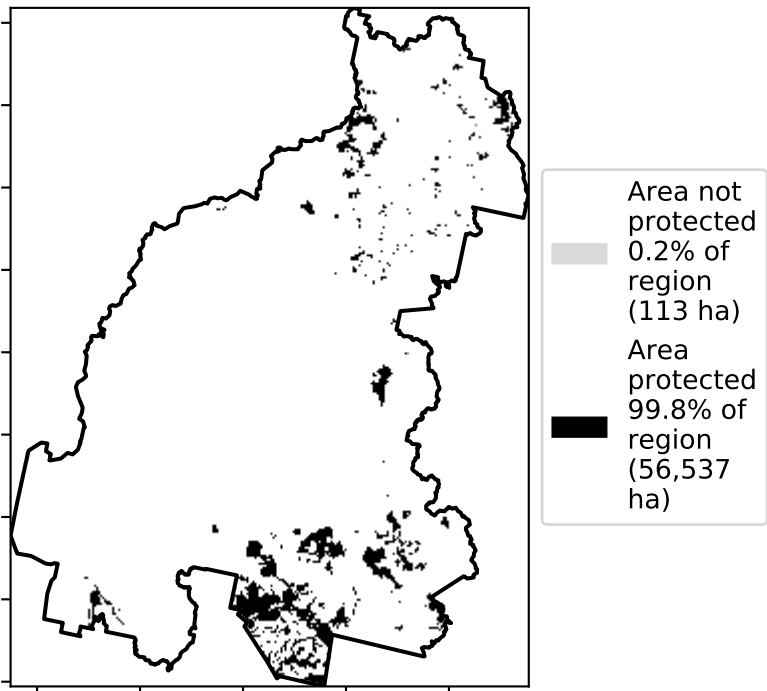 Area not
protected
0.2% of
region
(113 ha)
Area
protected
99.8% of
region
(56,537
ha)